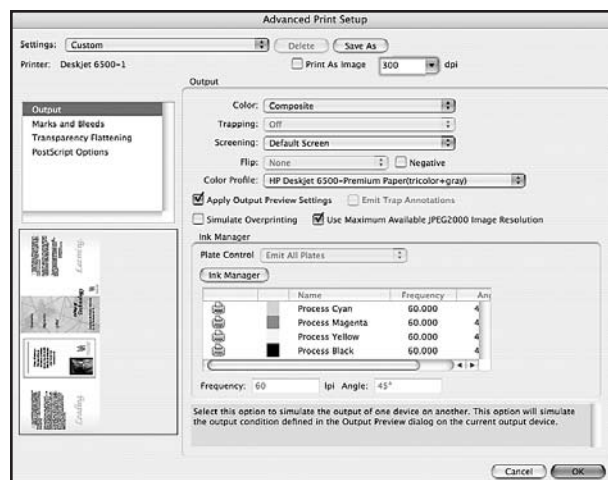 Advanced Print Setup
Settings: Custom Delete Save As
Printer: Deskjet 6500-1 Print As Image 300 dpi
Output
Marks and Bleeds
Transparency Flattening
PostScript Options
Output
Color: Composite
Trapping: Off
Screening: Default Screen
Flip: None Negative
Color Profile: HP Deskjet 6500-Premium Paper(tricolor+gray)
Apply Output Preview Settings Emit Trap Annotations
Simulate Overprinting Use Maximum Available JPEG2000 Image Resolution
Ink Manager
Plate Control Emit All Plates
Ink Manager
Name Frequency
Process Cyan 60.000 4
Process Magenta 60.000 4
Process Yellow 60.000 4
Process Black 60.000 4
Frequency: 60 lpi Angle: 45°
Select this option to simulate the output of one device on another. This option will simulate
the output condition defined in the Output Preview dialog on the current output device.
Cancel OK